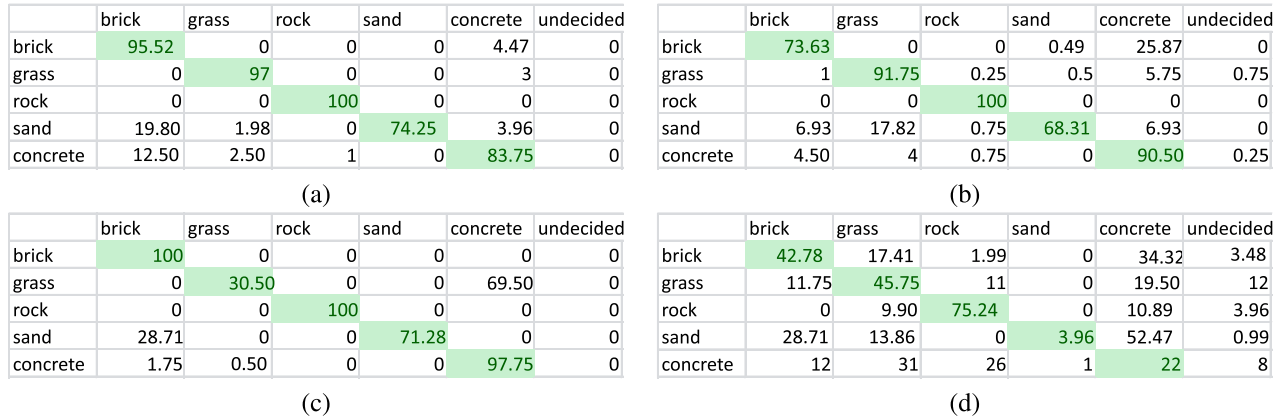 brick grass rock sand concrete undecided
brick 95.52 0 0 0 4.47 0
grass 0 97 0 0 3 0
rock 0 0 100 0 0 0
sand 19.80 1.98 0 74.25 3.96 0
concrete 12.50 2.50 1 0 83.75 0
(a)
brick grass rock sand concrete undecided
brick 73.63 0 0 0.49 25.87 0
grass 1 91.75 0.25 0.5 5.75 0.75
rock 0 0 100 0 0 0
sand 6.93 17.82 0.75 68.31 6.93 0
concrete 4.50 4 0.75 0 90.50 0.25
(b)
brick grass rock sand concrete undecided
brick 100 0 0 0 0 0
grass 0 30.50 0 0 69.50 0
rock 0 0 100 0 0 0
sand 28.71 0 0 71.28 0 0
concrete 1.75 0.50 0 0 97.75 0
(c)
brick grass rock sand concrete undecided
brick 42.78 17.41 1.99 0 34.32 3.48
grass 11.75 45.75 11 0 19.50 12
rock 0 9.90 75.24 0 10.89 3.96
sand 28.71 13.86 0 3.96 52.47 0.99
concrete 12 31 26 1 22 8
(d)